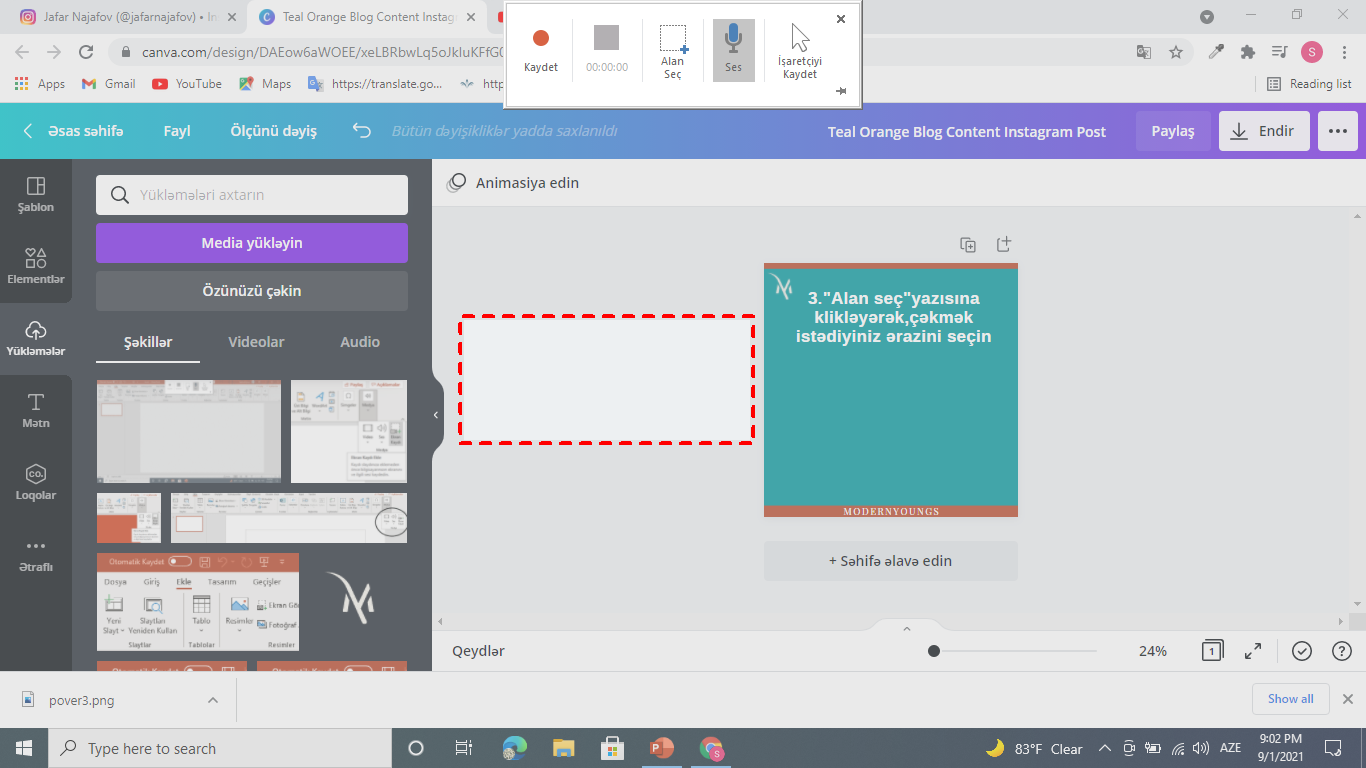 Jafar Najafov (@jafarnajafov) • In
Teal Orange Blog Content Instag
canva.com/design/DAEow6aWOEE/xeLBRbwLq5oJkIuKFfG
Apps
Gmail
YouTube
Maps
https://translate.go...
http
Reading list
Kaydet
00:00:00
Alan
Seç
Ses
İşaretçiyi
Kaydet
Əsas səhifə
Fayl
Ölçünü dəyiş
Bütün dəyişikliklər yadda saxlanıldı
Teal Orange Blog Content Instagram Post
Paylaş
Endir
Şablon
Elementlər
Yükləmələr
Mətn
co.
Loqolar
Ətraflı
Yükləmələri axtarın
Media yükləyin
Özünüzü çəkin
Şəkillər
Videolar
Audio
Otomatik Kaydet
Dosya
Giriş
Ekle
Tasarım
Geçişler
Yeni
Slayt
Slaytları
Yeniden Kullan
Tablo
Resimler
Ekran Gö
Fotoğraf
Slaytlar
Tablolar
Resimler
Animasiya edin
3."Alan seç"yazısına
klikləyərək,çəkmək
istədiyiniz ərazini seçin
MODERNYOUNGS
+ Səhifə əlavə edin
Qeydlər
24%
1
pover3.png
Show all
Type here to search
83°F Clear
AZE
9:02 PM
9/1/2021